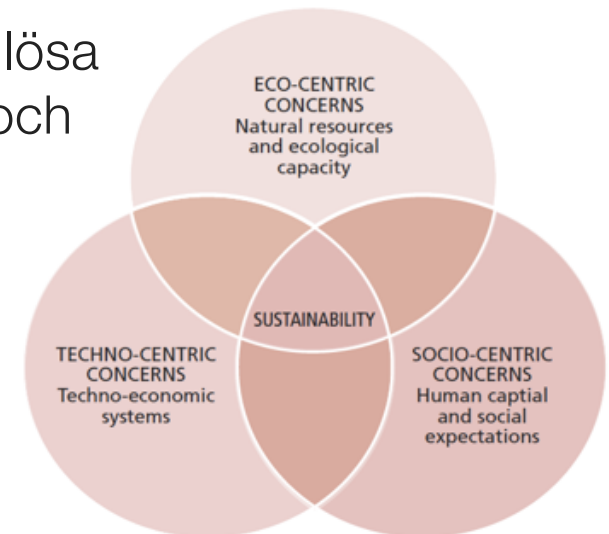 lösa
och
ECO-CENTRIC
CONCERNS
Natural resources
and ecological
capacity
SUSTAINABILITY
TECHNO-CENTRIC
CONCERNS
Techno-economic
systems
SOCIO-CENTRIC
CONCERNS
Human captial
and social
expectations